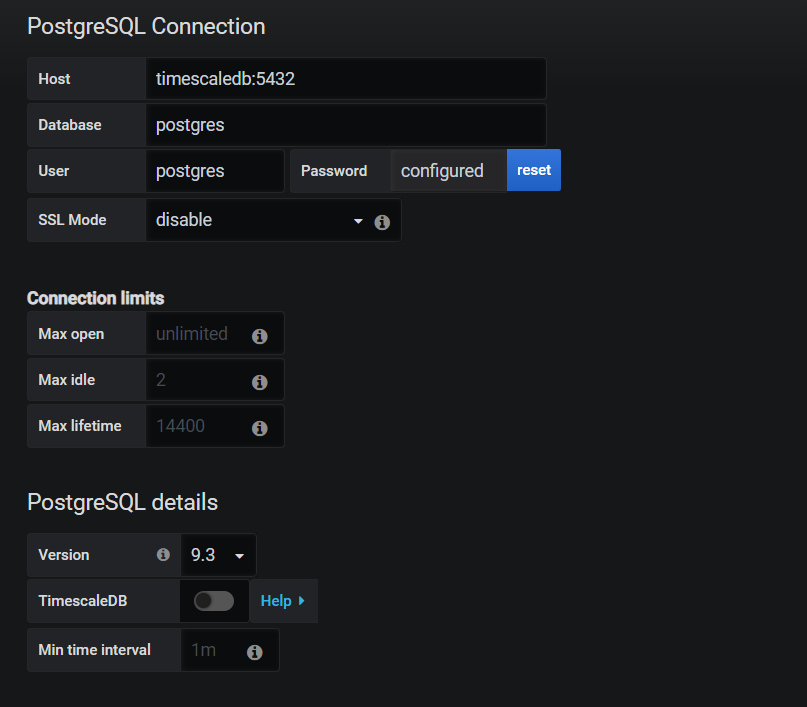 PostgreSQL Connection
Host timescaledb:5432
Database postgres
User postgres Password configured reset
SSL Mode disable
Connection limits
Max open unlimited
Max idle 2
Max lifetime 14400
PostgreSQL details
Version 9.3
TimescaleDB Help
Min time interval 1m